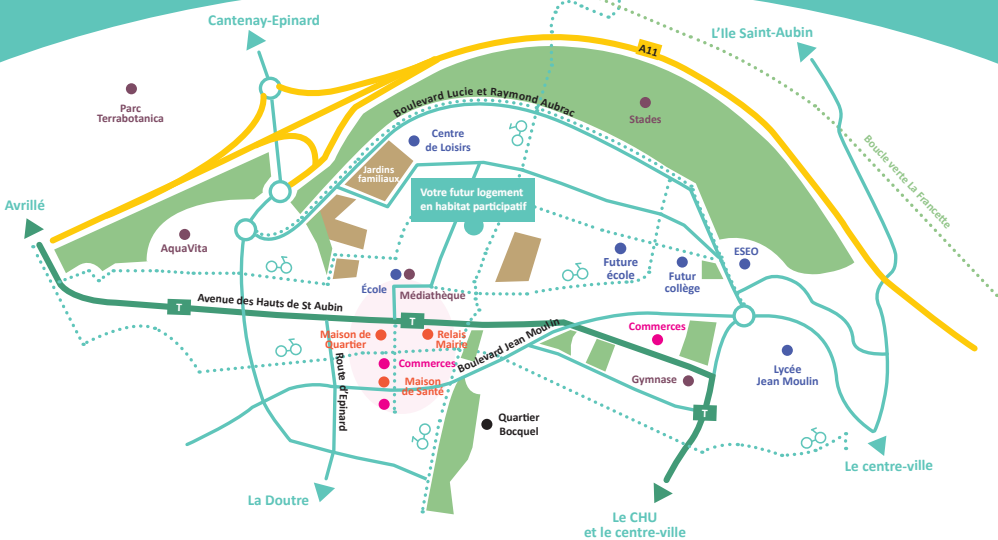 Cantenay-Epinard
L'Ile Saint-Aubin
A11
Parc
Terrabotanica
Boulevard Lucie et Raymond Aubrac
Stades
Centre
de Loisirs
Boucle verte La Francette
Jardins
familiaux
Votre futur logement
en habitat participatif
Avrillé
AquaVita
Future
école
ESEO
Futur
collège
École
Médiathèque
Avenue des Hauts de St Aubin
T
T
Maison de
Quartier
Relais
Mairie
Boulevard Jean Moulin
Commerces
Commerces
Route d'Epinard
Maison
de Santé
Gymnase
Lycée
Jean Moulin
T
Quartier
Bocquel
Le centre-ville
La Doutre
Le CHU
et le centre-ville